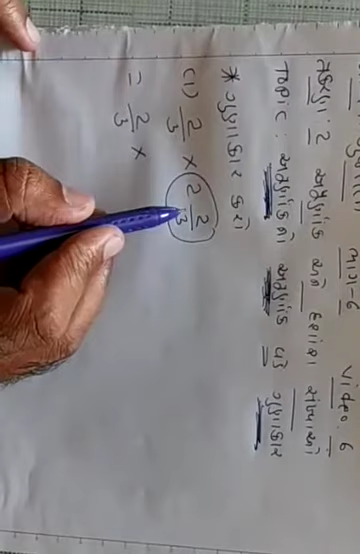 ભાગ-6 Video. 6
પ્રકરણ: 2 અપૂર્ણાંક અને દશાંશ સંખ્યાઓ
Topic: અપૂર્ણાંકનો અપૂર્ણાંક વડે ગુણાકાર
* ગુણાકાર કરો
(1) 2/3 × 2 2/3
= 2/3 ×